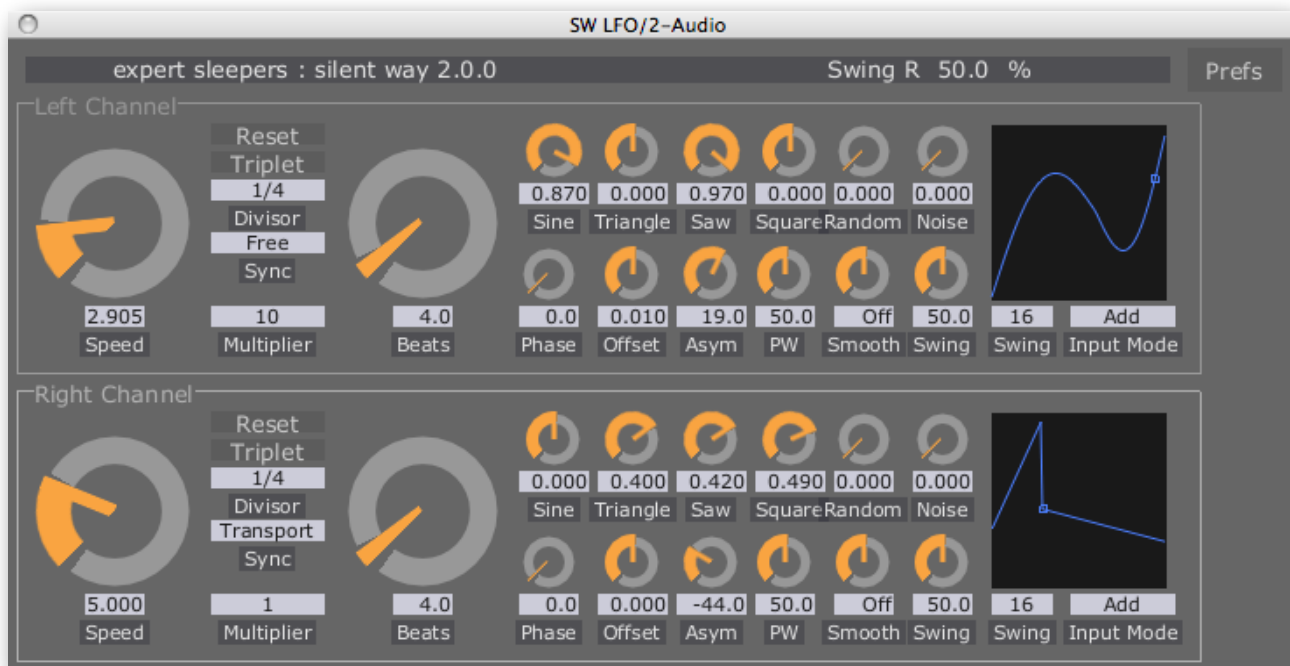 SW LFO/2-Audio
expert sleepers : silent way 2.0.0 Swing R 50.0 %
Prefs
Left Channel
Reset
Triplet
1/4
Divisor
Free
Sync
0.870 0.000 0.970 0.000 0.000 0.000
Sine Triangle Saw Square Random Noise
2.905 10 4.0 0.0 0.010 19.0 50.0 Off 50.0 16 Add
Speed Multiplier Beats Phase Offset Asym PW Smooth Swing Swing Input Mode
Right Channel
Reset
Triplet
1/4
Divisor
Transport
Sync
0.000 0.400 0.420 0.490 0.000 0.000
Sine Triangle Saw Square Random Noise
5.000 1 4.0 0.0 0.000 -44.0 50.0 Off 50.0 16 Add
Speed Multiplier Beats Phase Offset Asym PW Smooth Swing Swing Input Mode